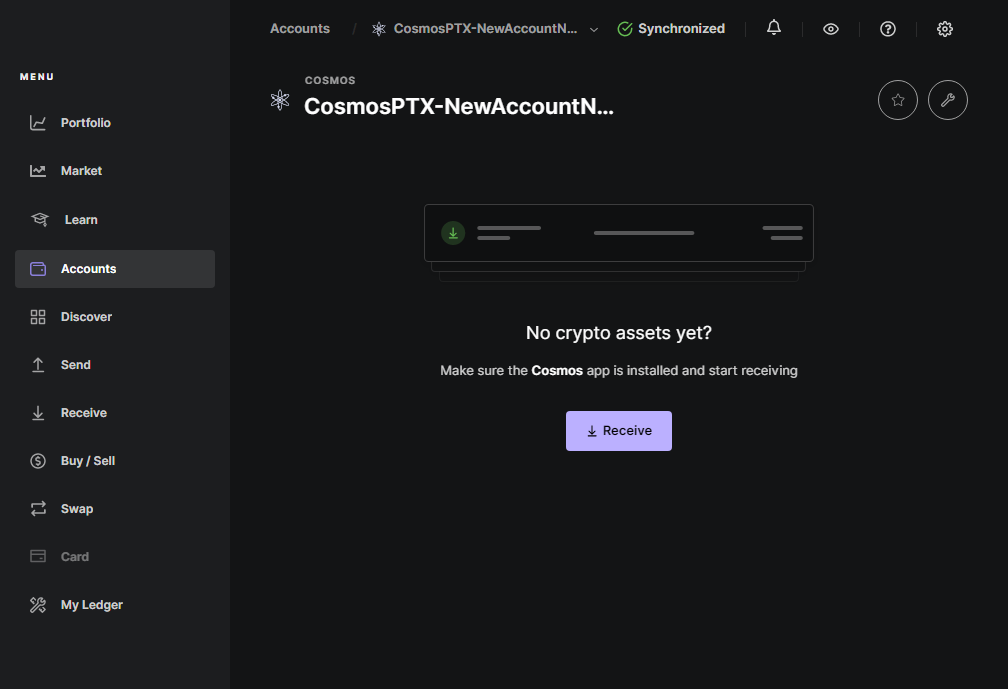 Accounts / CosmosPTX-NewAccountN... Synchronized
MENU
COSMOS
CosmosPTX-NewAccountN...
Portfolio
Market
Learn
Accounts
Discover
Send
Receive
Buy / Sell
Swap
Card
My Ledger
No crypto assets yet?
Make sure the Cosmos app is installed and start receiving
Receive